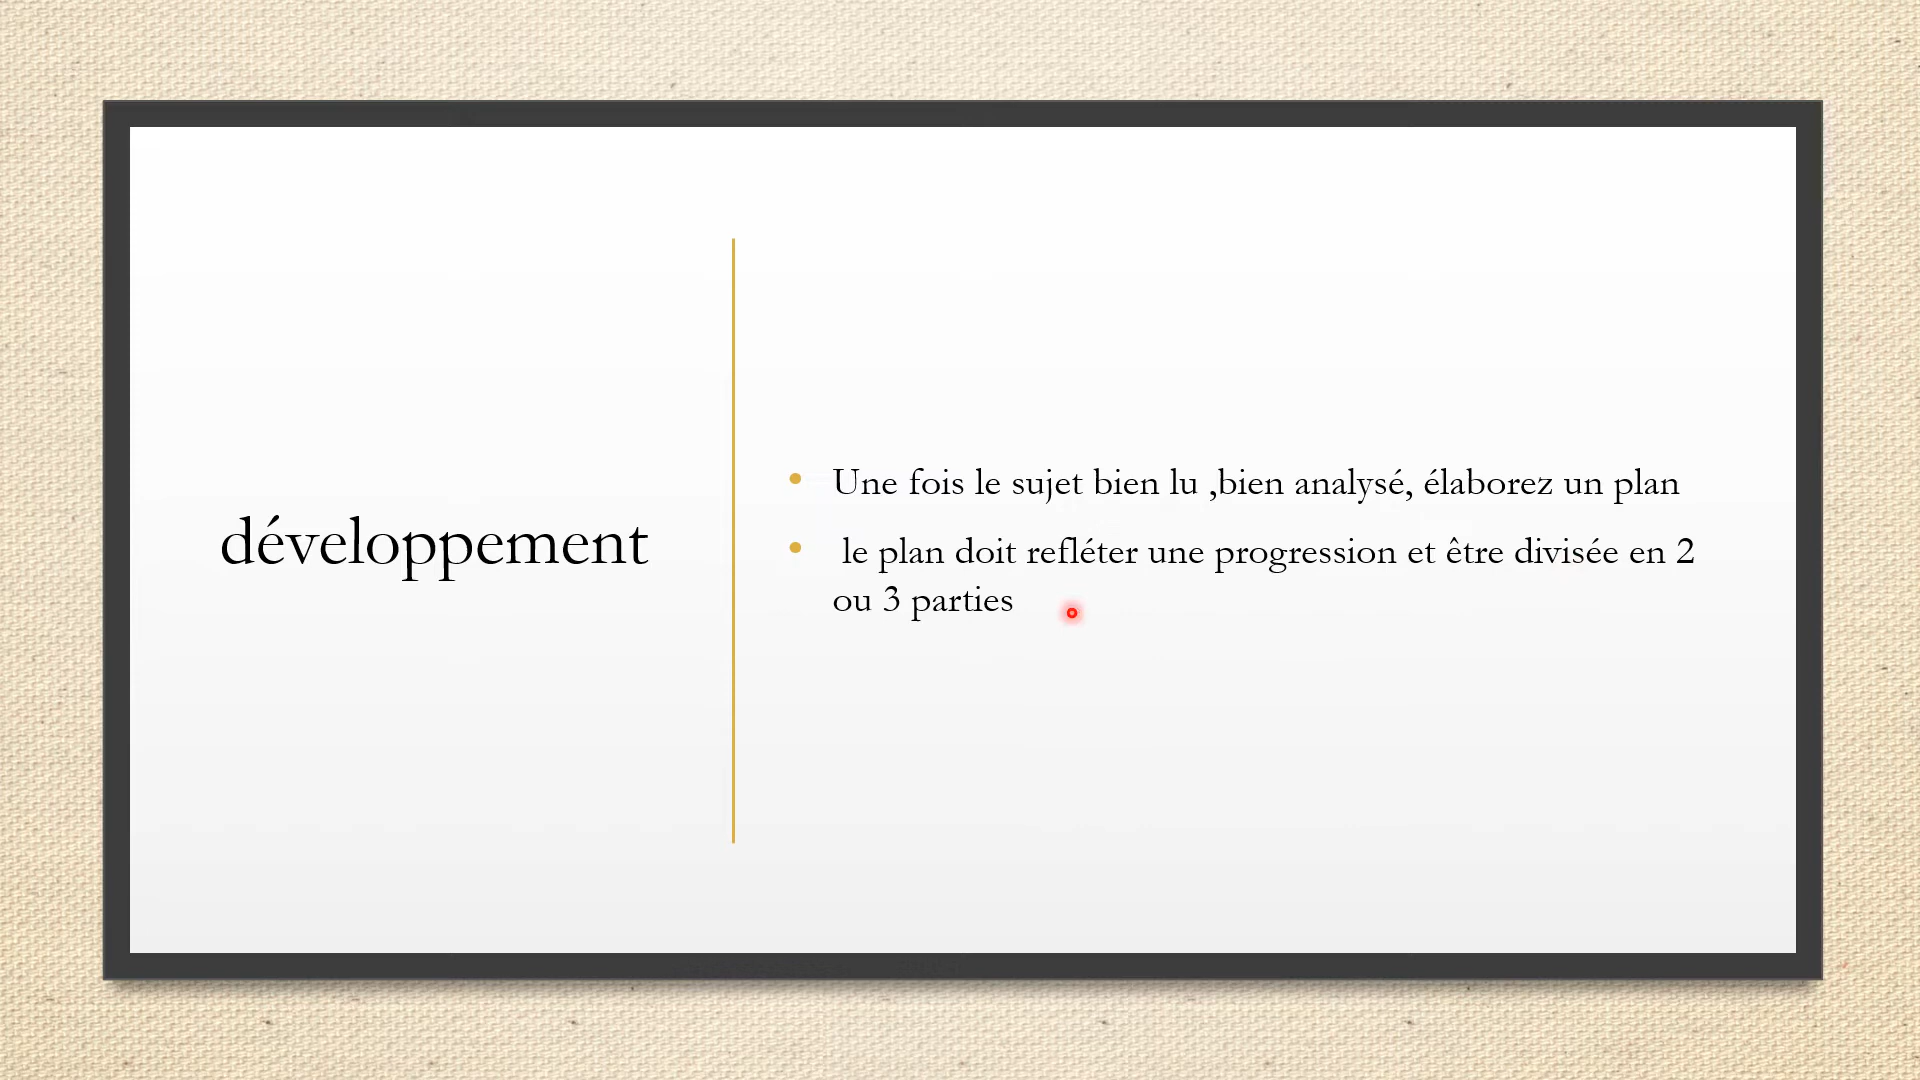 développement
Une fois le sujet bien lu ,bien analysé, élaborez un plan
le plan doit refléter une progression et être divisée en 2
ou 3 parties